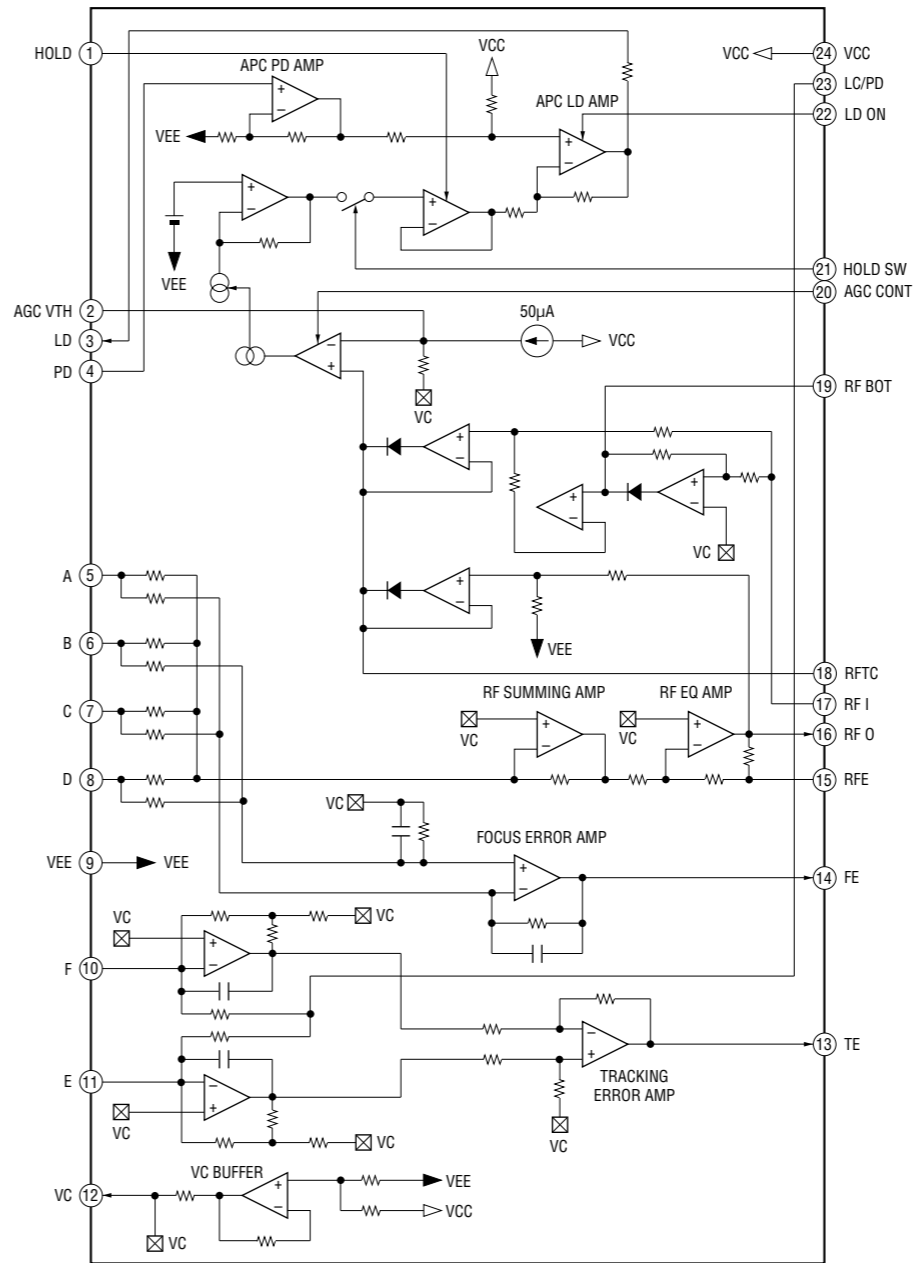 HOLD 1
VCC
VCC
24 VCC
APC PD AMP
23 LC/PD
APC LD AMP
22 LD ON
+
−
VEE
+
−
+
−
+
−
VEE
21 HOLD SW
20 AGC CONT
AGC VTH 2
50µA
LD 3
−
VCC
PD 4
+
VC
19 RF BOT
+
−
+
−
+
−
VC
A 5
+
−
B 6
VEE
18 RFTC
RF SUMMING AMP
RF EQ AMP
17 RF I
C 7
VC
+
−
VC
+
−
16 RF O
D 8
15 RFE
VC
FOCUS ERROR AMP
VEE 9
VEE
+
−
14 FE
VC
VC
+
−
F 10
−
+
13 TE
E 11
−
+
TRACKING
ERROR AMP
VC
VC
VC
VC BUFFER
VEE
VC 12
+
−
VCC
VC